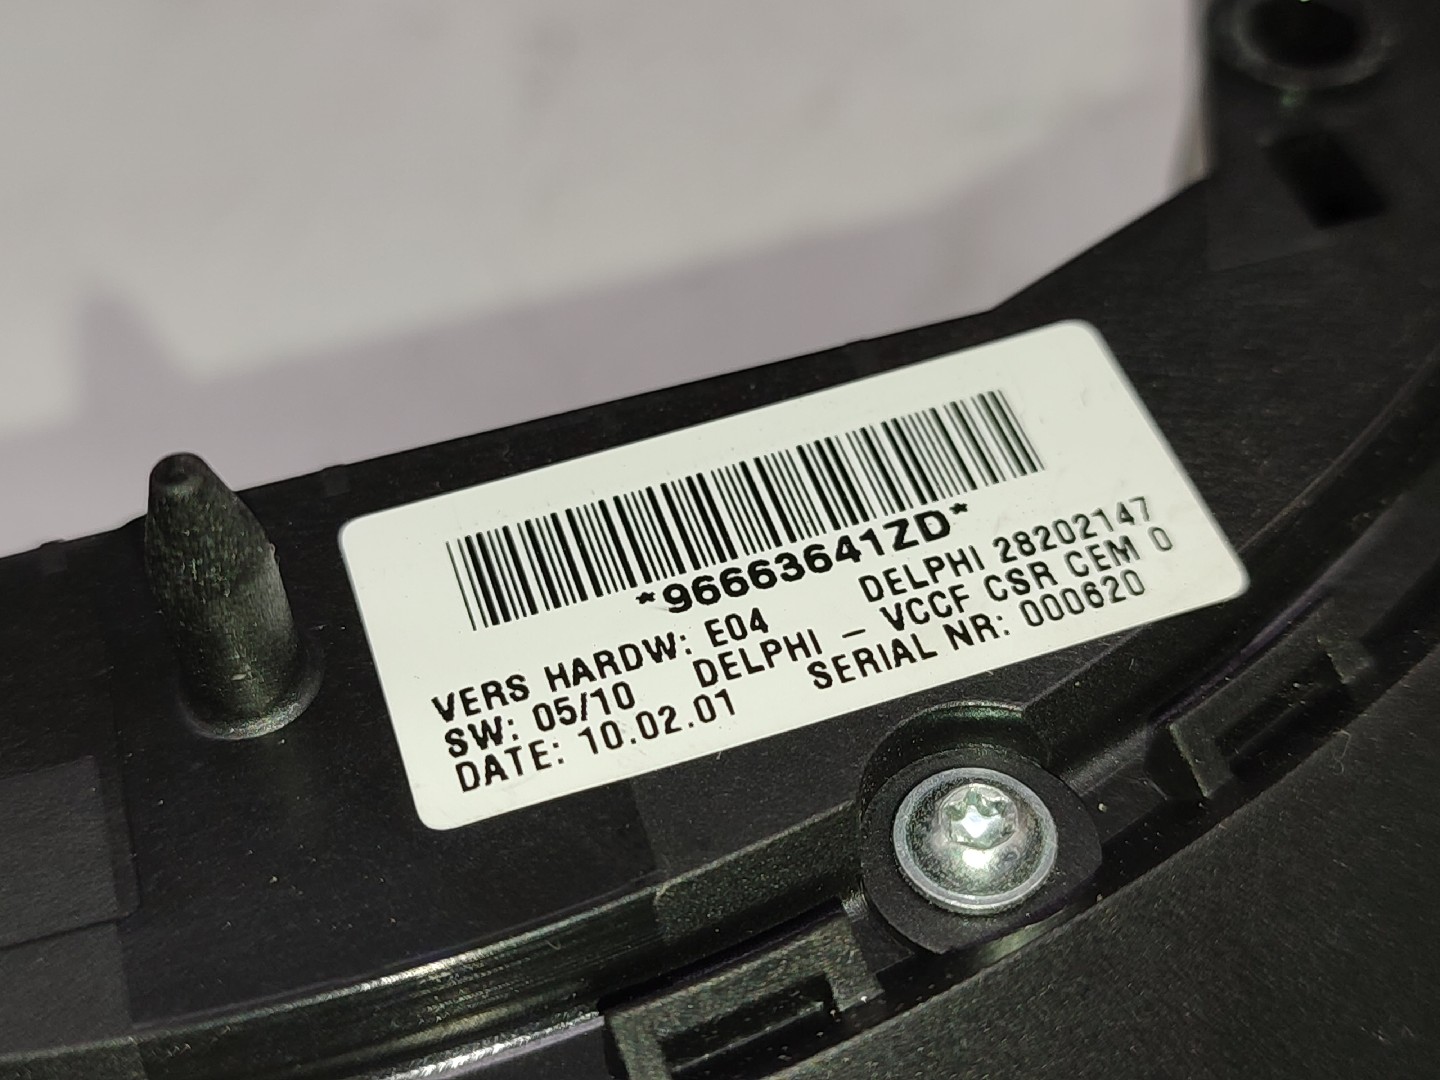 *96663641ZD*
VERS HARDW: E04 DELPHI 28202147
SW: 05/10 DELPHI - VCCF CSR CEM 0
DATE: 10.02.01 SERIAL NR: 000620